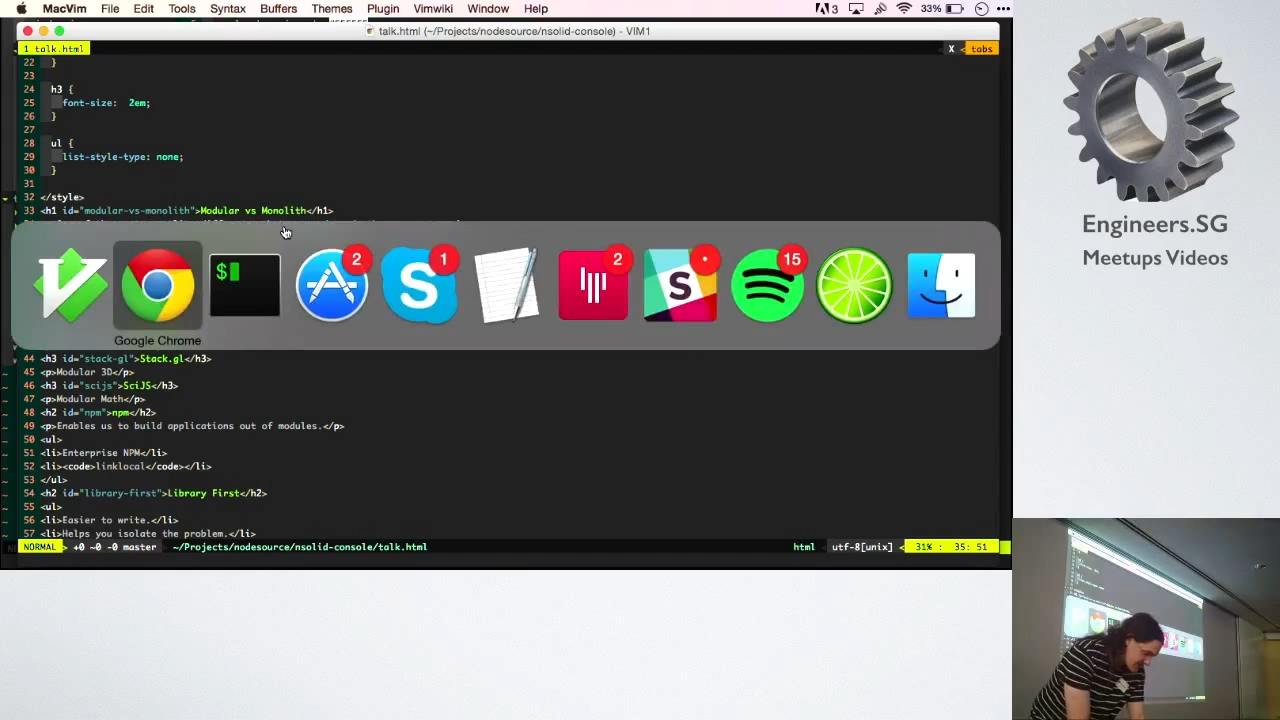 MacVim File Edit Tools Syntax Buffers Themes Plugin Vimwiki Window Help 3 33%
talk.html (~/Projects/nodesource/nsolid-console) - VIM1
1 talk.html X < tabs
22 }
23
24 h3 {
25 font-size: 2em;
26 }
27
28 ul {
29 list-style-type: none;
30 }
31
32 </style>
33 <h1 id="modular-vs-monolith">Modular vs Monolith</h1>
$
2
1
2
S
15
Google Chrome
44 <h3 id="stack-gl">Stack.gl</h3>
45 <p>Modular 3D</p>
46 <h3 id="scijs">SciJS</h3>
47 <p>Modular Math</p>
48 <h2 id="npm">npm</h2>
49 <p>Enables us to build applications out of modules.</p>
50 <ul>
51 <li>Enterprise NPM</li>
52 <li><code>linklocal</code></li>
53 </ul>
54 <h2 id="library-first">Library First</h2>
55 <ul>
56 <li>Easier to write.</li>
57 <li>Helps you isolate the problem.</li>
NORMAL > +0 ~0 -0 master ~/Projects/nodesource/nsolid-console/talk.html html < utf-8[unix] < 31% : 35: 51
Engineers.SG
Meetups Videos